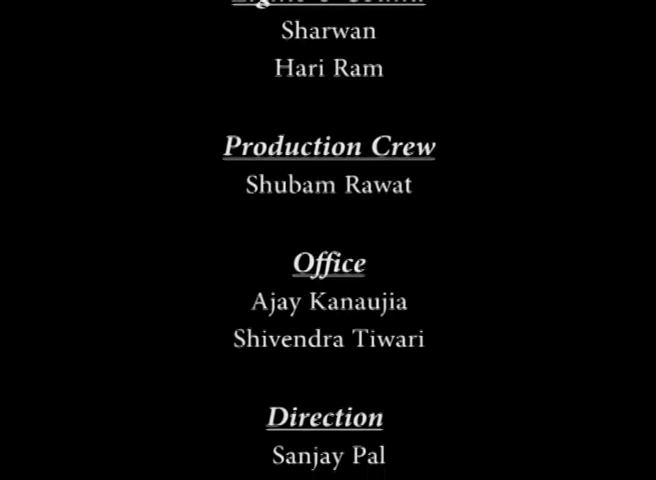 Sharwan
Hari Ram
Production Crew
Shubam Rawat
Office
Ajay Kanaujia
Shivendra Tiwari
Direction
Sanjay Pal